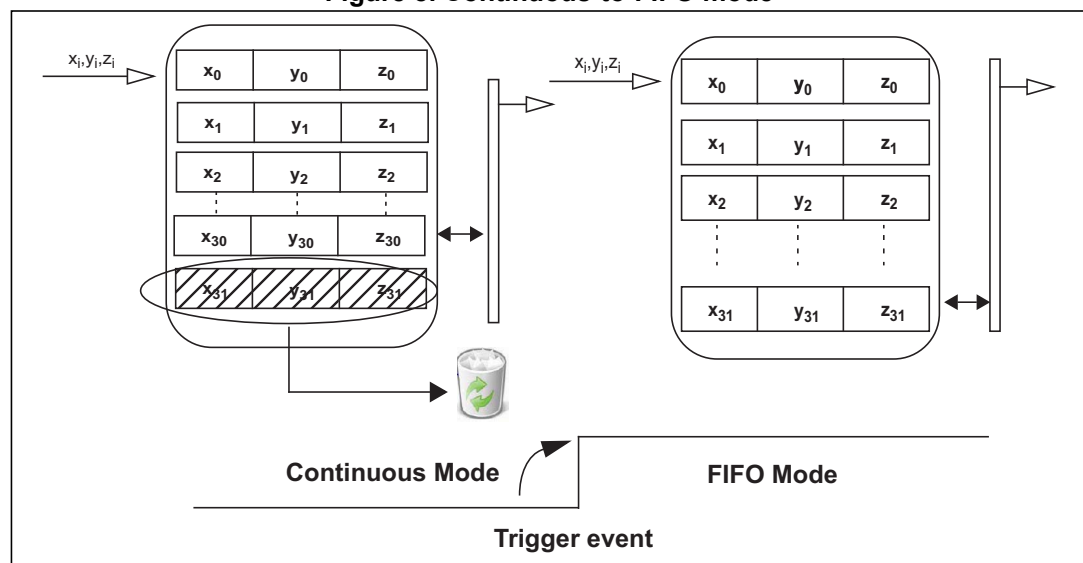 Figure Continuous-to-FIFO Mode
xᵢ,yᵢ,zᵢ
x₀ y₀ z₀
x₁ y₁ z₁
x₂ y₂ z₂
x₃₀ y₃₀ z₃₀
x₃₁ y₃₁ z₃₁
xᵢ,yᵢ,zᵢ
x₀ y₀ z₀
x₁ y₁ z₁
x₂ y₂ z₂
x₃₁ y₃₁ z₃₁
Continuous Mode
FIFO Mode
Trigger event